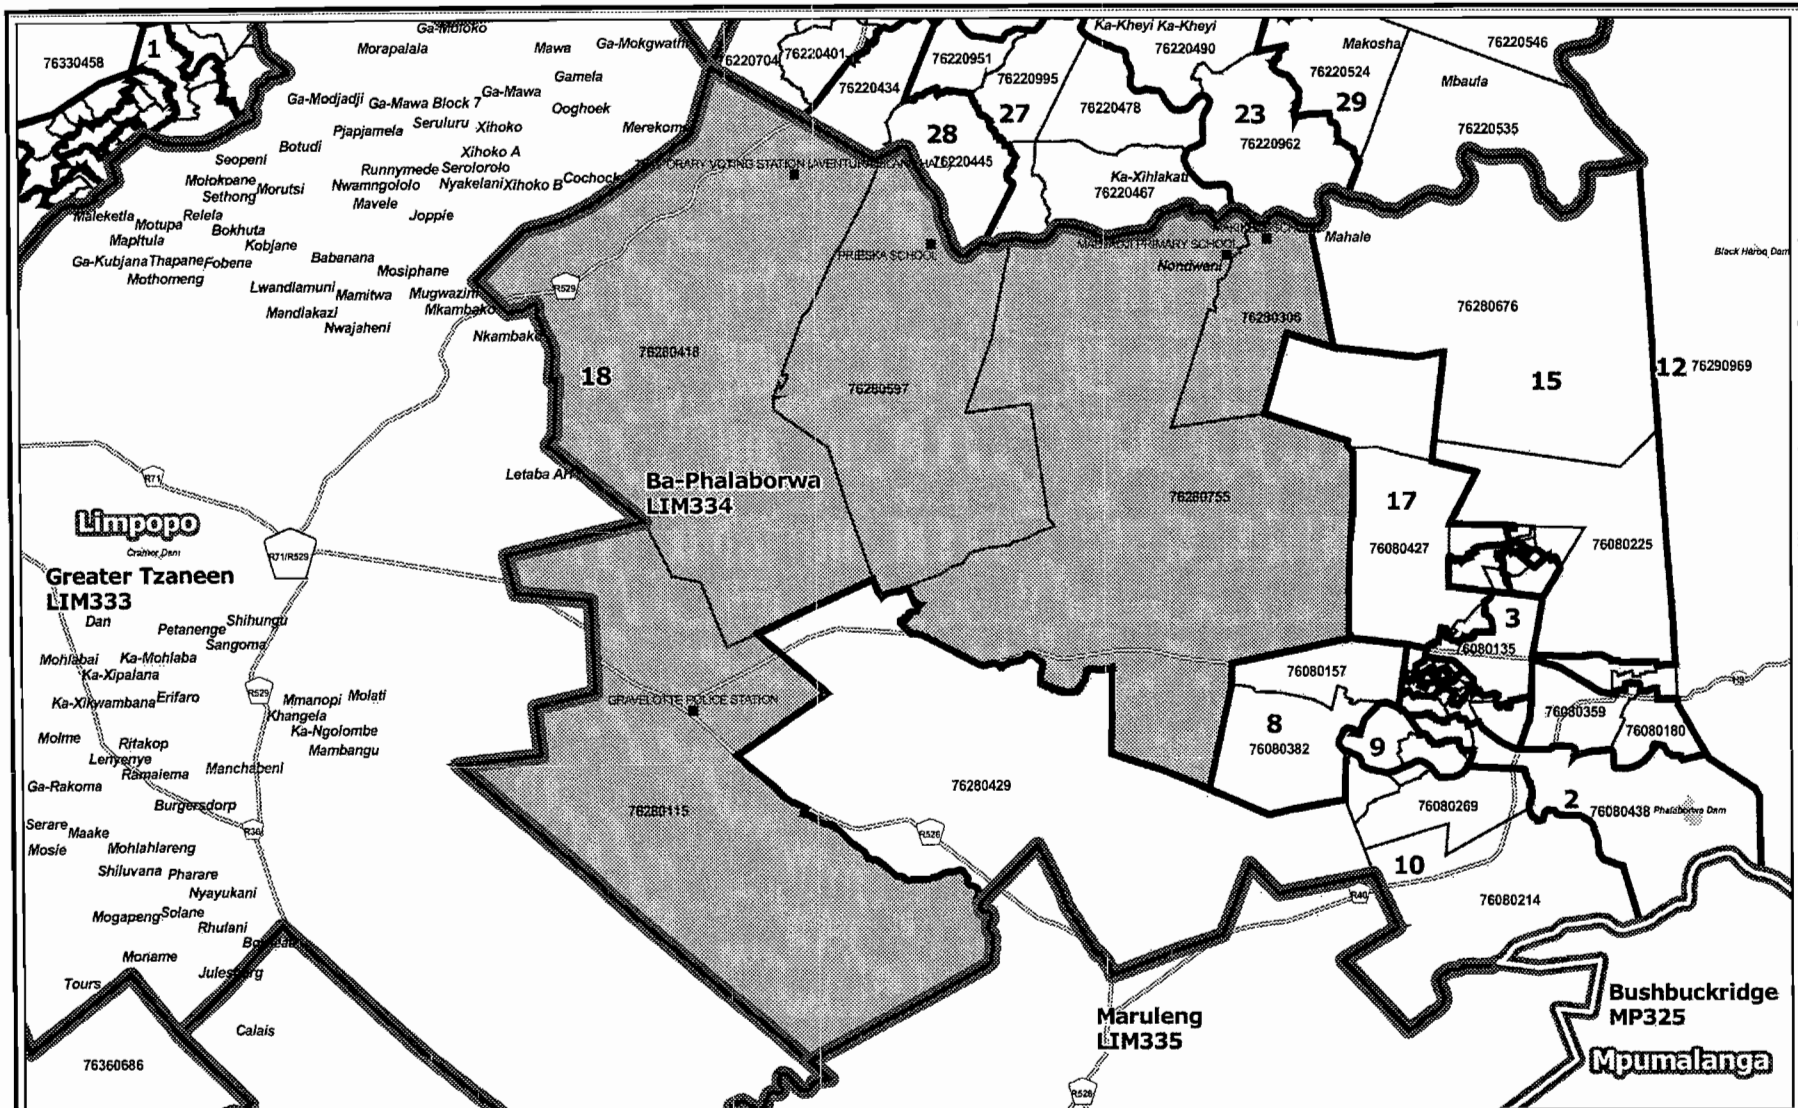 Ga-Moloko
Ka-Kheyi Ka-Kheyi
76330458
1
Morapalala
Mawa
Ga-Mokgwathi
76220704
76220401
76220951
76220490
Makosha
76220546
Gamela
76220434
76220995
76220524
Mbaula
Ga-Modjadji
Ga-Mawa Block 7
Ga-Mawa
Ooghoek
27
76220478
23
29
Pjapjamela
Seruluru
Xihoko
Merekome
28
76220962
76220535
Botudi
Xihoko A
Seopeni
Runnymede
Serolorolo
76220445
Molokoane
Morutsi
Nwamngololo
Nyakelani
Xihoko B
Cochock
Ka-Xihlakati
76220467
Sethong
Mavele
Maleketla
Motupa
Relela
Joppie
Mapitula
Bokhuta
Kobjane
PRIESKA SCHOOL
PRIMARY SCHOOL
Mahale
Ga-Kubjana
Thapane
Fobene
Babanana
Mosiphane
Nondweni
Mothomeng
Lwandlamuni
Mamitwa
Mugwazini
R529
Mandlakazi
Mkambako
76280306
76280676
Nwajaheni
Nkambako
76280418
18
76280597
15
12
76290969
Letaba AH
Ba-Phalaborwa
LIM334
76280755
17
R71
Limpopo
R71/R529
76080427
76080225
Greater Tzaneen
LIM333
Dan
Petanenge
Shihungu
Sangoma
3
76080135
Mohlabai
Ka-Mohlaba
Ka-Xipalana
76080157
Ka-Xikwambana
Erifaro
R529
Mmanopi
Molati
GRAVELOTTE POLICE STATION
Khangela
Ka-Ngolombe
8
76080382
9
76080359
76080180
Molme
Ritakop
Mambangu
Lenyenye
Ramalema
Manchabeni
Ga-Rakoma
76280429
Burgersdorp
76280115
76080269
2
76080438
Phalaborwa Dam
Serare
Maake
R36
R526
Mosie
Mohlahlareng
Shiluvana
Pharare
10
Nyayukani
R40
76080214
Mogapeng
Solane
Rhulani
Moname
Julesburg
Tours
Bushbuckridge
MP325
Calais
Maruleng
LIM335
76360686
Mpumalanga
R526